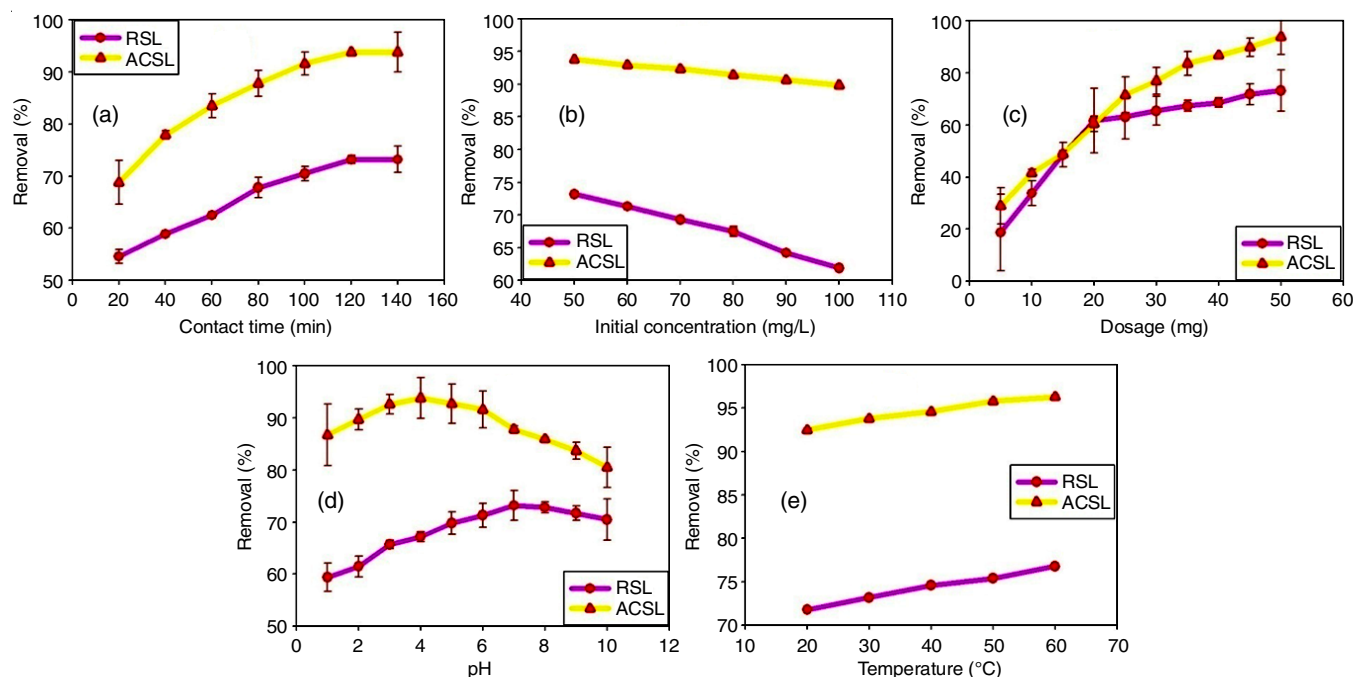 100
90
80
70
60
50
Removal (%)
RSL
ACSL
(a)
0 20 40 60 80 100 120 140 160
Contact time (min)
100
95
90
85
80
75
70
65
60
Removal (%)
(b)
RSL
ACSL
40 50 60 70 80 90 100 110
Initial concentration (mg/L)
100
80
60
40
20
0
Removal (%)
(c)
RSL
ACSL
0 10 20 30 40 50 60
Dosage (mg)
100
90
80
70
60
50
Removal (%)
(d)
RSL
ACSL
0 2 4 6 8 10 12
pH
100
95
90
85
80
75
70
Removal (%)
(e)
RSL
ACSL
10 20 30 40 50 60 70
Temperature (°C)